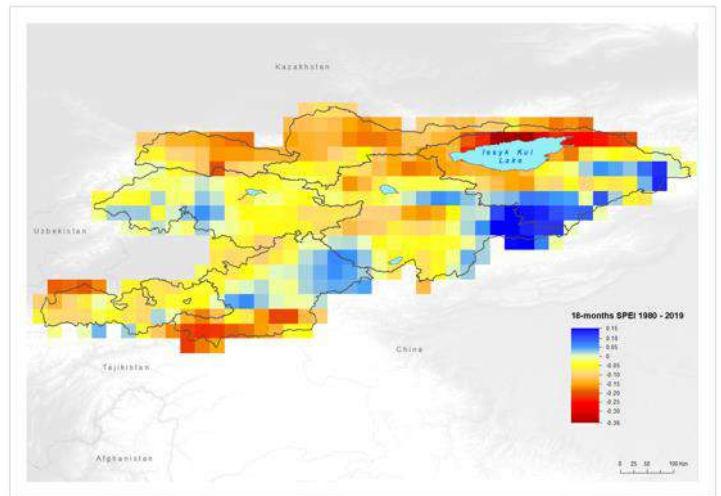 Kazakhstan
Issyk Kul
Lake
Uzbekistan
18-months SPEI 1980 - 2019
0.15
0.10
0.05
0
-0.05
-0.10
-0.15
-0.20
-0.25
-0.30
-0.36
China
Tajikistan
Afghanistan
0 25 50 100 Km